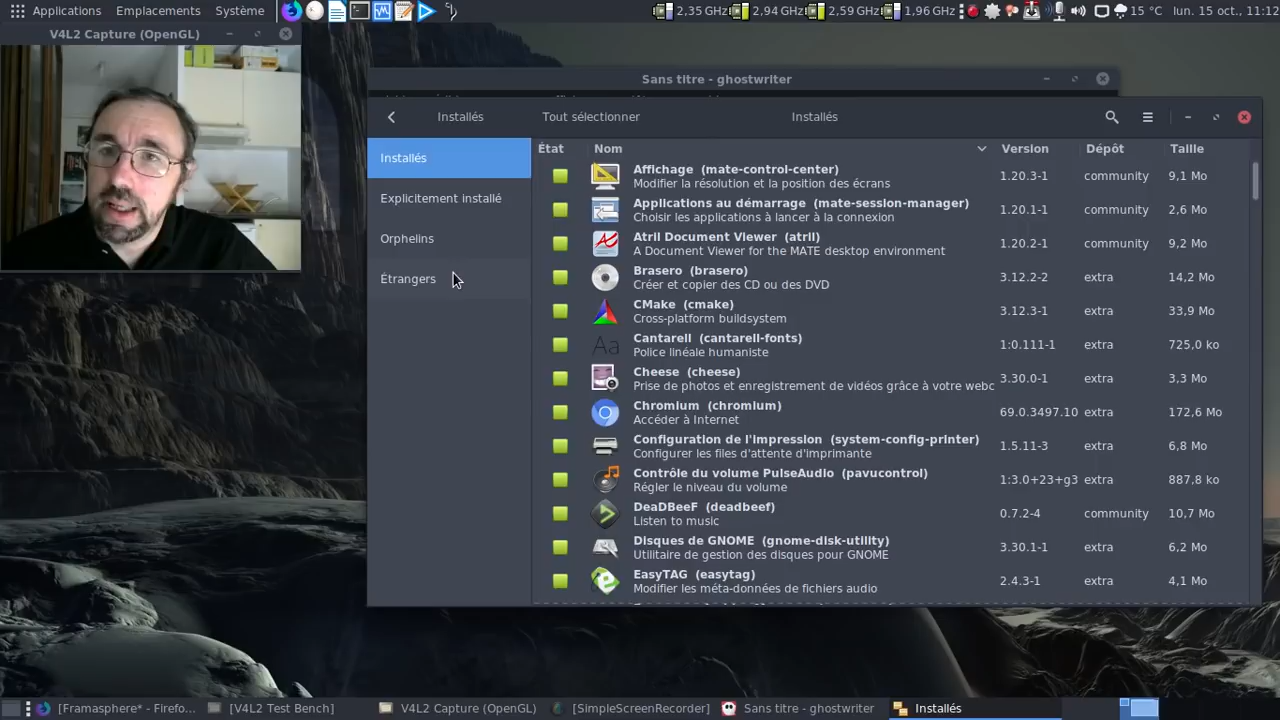 Applications Emplacements Système
2,35 GHz 2,94 GHz 2,59 GHz 1,96 GHz 15 °C lun. 15 oct., 11:12
V4L2 Capture (OpenGL)
Sans titre - ghostwriter
Installés Tout sélectionner Installés
Installés
Explicitement installé
Orphelins
Étrangers
État Nom Version Dépôt Taille
Affichage (mate-control-center)
Modifier la résolution et la position des écrans
1.20.3-1 community 9,1 Mo
Applications au démarrage (mate-session-manager)
Choisir les applications à lancer à la connexion
1.20.1-1 community 2,6 Mo
Atril Document Viewer (atril)
A Document Viewer for the MATE desktop environment
1.20.2-1 community 9,2 Mo
Brasero (brasero)
Créer et copier des CD ou des DVD
3.12.2-2 extra 14,2 Mo
CMake (cmake)
Cross-platform buildsystem
3.12.3-1 extra 33,9 Mo
Aa
Cantarell (cantarell-fonts)
Police linéale humaniste
1:0.111-1 extra 725,0 ko
Cheese (cheese)
Prise de photos et enregistrement de vidéos grâce à votre webc
3.30.0-1 extra 3,3 Mo
Chromium (chromium)
Accéder à Internet
69.0.3497.10 extra 172,6 Mo
Configuration de l'impression (system-config-printer)
Configurer les files d'attente d'imprimante
1.5.11-3 extra 6,8 Mo
Contrôle du volume PulseAudio (pavucontrol)
Régler le niveau du volume
1:3.0+23+g3 extra 887,8 ko
DeaDBeeF (deadbeef)
Listen to music
0.7.2-4 community 10,7 Mo
Disques de GNOME (gnome-disk-utility)
Utilitaire de gestion des disques pour GNOME
3.30.1-1 extra 6,2 Mo
EasyTAG (easytag)
Modifier les méta-données de fichiers audio
2.4.3-1 extra 4,1 Mo
[Framasphere* - Firefo... [V4L2 Test Bench] V4L2 Capture (OpenGL) [SimpleScreenRecorder] Sans titre - ghostwriter Installés